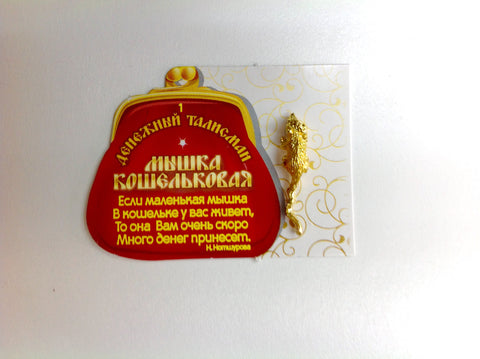 1
ДЕНЕЖНЫЙ ТАЛИСМАН
МЫШКА
КОШЕЛЬКОВАЯ
Если маленькая мышка
В кошельке у вас живет,
То она Вам очень скоро
Много денег принесет.
Н.Нотшурова